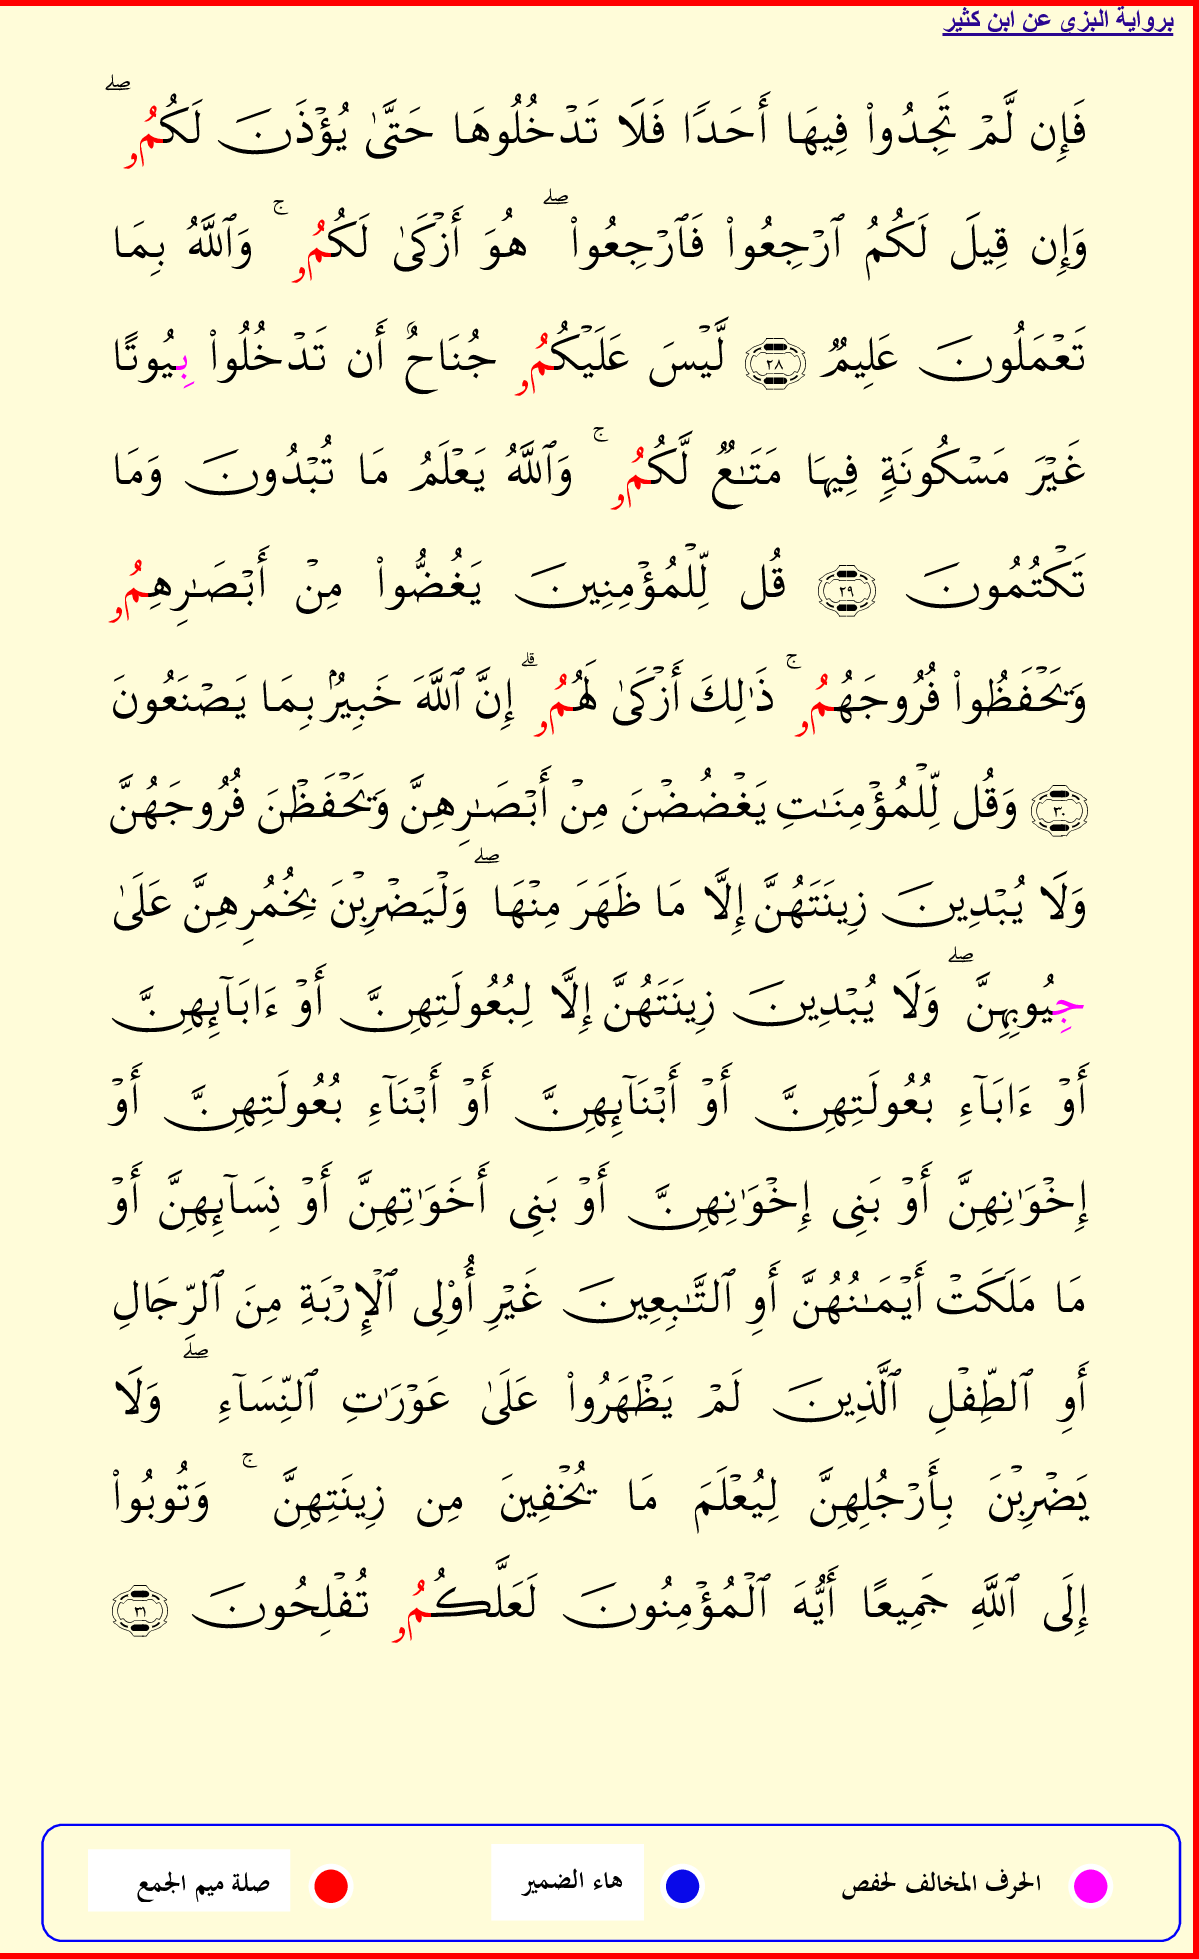 برواية البزي عن ابن كثير
فَإِن لَّمْ تَجِدُوا۟ فِيهَا أَحَدًا فَلَا تَدْخُلُوهَا حَتَّىٰ يُؤْذَنَ لَكُمُۥ ۖ
وَإِن قِيلَ لَكُمُ ٱرْجِعُوا۟ فَٱرْجِعُوا۟ ۖ هُوَ أَزْكَىٰ لَكُمُۥ ۚ وَٱللَّهُ بِمَا
تَعْمَلُونَ عَلِيمٌ ٢٨ لَّيْسَ عَلَيْكُمُۥ جُنَاحٌ أَن تَدْخُلُوا۟ بِيُوتًا
غَيْرَ مَسْكُونَةٍ فِيهَا مَتَـٰعٌ لَّكُمُۥ ۚ وَٱللَّهُ يَعْلَمُ مَا تُبْدُونَ وَمَا
تَكْتُمُونَ ٢٩ قُل لِّلْمُؤْمِنِينَ يَغُضُّوا۟ مِنْ أَبْصَـٰرِهِمُۥ
وَيَحْفَظُوا۟ فُرُوجَهُمُۥ ۚ ذَٰلِكَ أَزْكَىٰ لَهُمُۥ ۗ إِنَّ ٱللَّهَ خَبِيرٌۢ بِمَا يَصْنَعُونَ
٣٠ وَقُل لِّلْمُؤْمِنَـٰتِ يَغْضُضْنَ مِنْ أَبْصَـٰرِهِنَّ وَيَحْفَظْنَ فُرُوجَهُنَّ
وَلَا يُبْدِينَ زِينَتَهُنَّ إِلَّا مَا ظَهَرَ مِنْهَا ۖ وَلْيَضْرِبْنَ بِخُمُرِهِنَّ عَلَىٰ
جِيُوبِهِنَّ ۖ وَلَا يُبْدِينَ زِينَتَهُنَّ إِلَّا لِبُعُولَتِهِنَّ أَوْ ءَابَآئِهِنَّ
أَوْ ءَابَآءِ بُعُولَتِهِنَّ أَوْ أَبْنَآئِهِنَّ أَوْ أَبْنَآءِ بُعُولَتِهِنَّ أَوْ
إِخْوَٰنِهِنَّ أَوْ بَنِى إِخْوَٰنِهِنَّ أَوْ بَنِى أَخَوَٰتِهِنَّ أَوْ نِسَآئِهِنَّ أَوْ
مَا مَلَكَتْ أَيْمَـٰنُهُنَّ أَوِ ٱلتَّـٰبِعِينَ غَيْرِ أُو۟لِى ٱلْإِرْبَةِ مِنَ ٱلرِّجَالِ
أَوِ ٱلطِّفْلِ ٱلَّذِينَ لَمْ يَظْهَرُوا۟ عَلَىٰ عَوْرَٰتِ ٱلنِّسَآءِ ۖ وَلَا
يَضْرِبْنَ بِأَرْجُلِهِنَّ لِيُعْلَمَ مَا يُخْفِينَ مِن زِينَتِهِنَّ ۚ وَتُوبُوا۟
إِلَى ٱللَّهِ جَمِيعًا أَيُّهَ ٱلْمُؤْمِنُونَ لَعَلَّكُمُۥ تُفْلِحُونَ ٣١
الحرف المخالف لحفص هاء الضمير صلة ميم الجمع